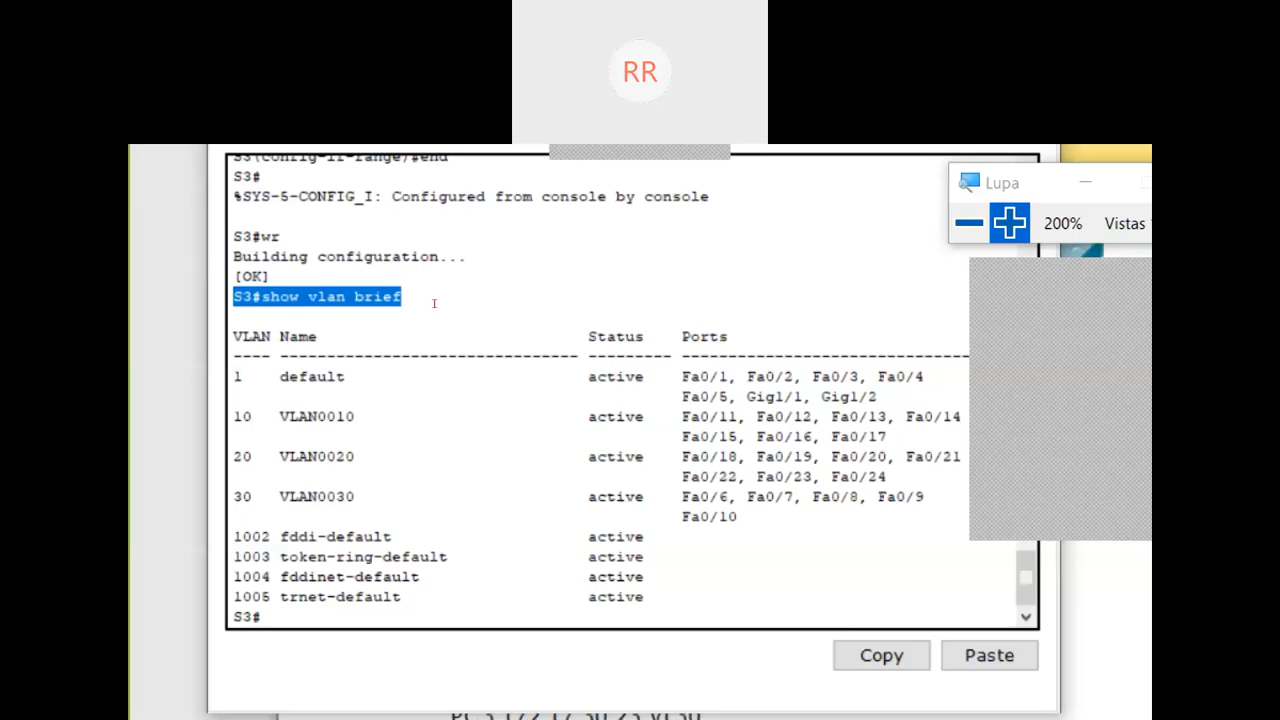 RR
S3(config-if-range)#end
S3#
%SYS-5-CONFIG_I: Configured from console by console
S3#wr
Building configuration...
[OK]
S3#show vlan brief
VLAN Name Status Ports
---- -------------------------------- --------- -------------------------------
1 default active Fa0/1, Fa0/2, Fa0/3, Fa0/4
Fa0/5, Gig1/1, Gig1/2
10 VLAN0010 active Fa0/11, Fa0/12, Fa0/13, Fa0/14
Fa0/15, Fa0/16, Fa0/17
20 VLAN0020 active Fa0/18, Fa0/19, Fa0/20, Fa0/21
Fa0/22, Fa0/23, Fa0/24
30 VLAN0030 active Fa0/6, Fa0/7, Fa0/8, Fa0/9
Fa0/10
1002 fddi-default active
1003 token-ring-default active
1004 fddinet-default active
1005 trnet-default active
S3#
Copy Paste
Lupa
200% Vistas